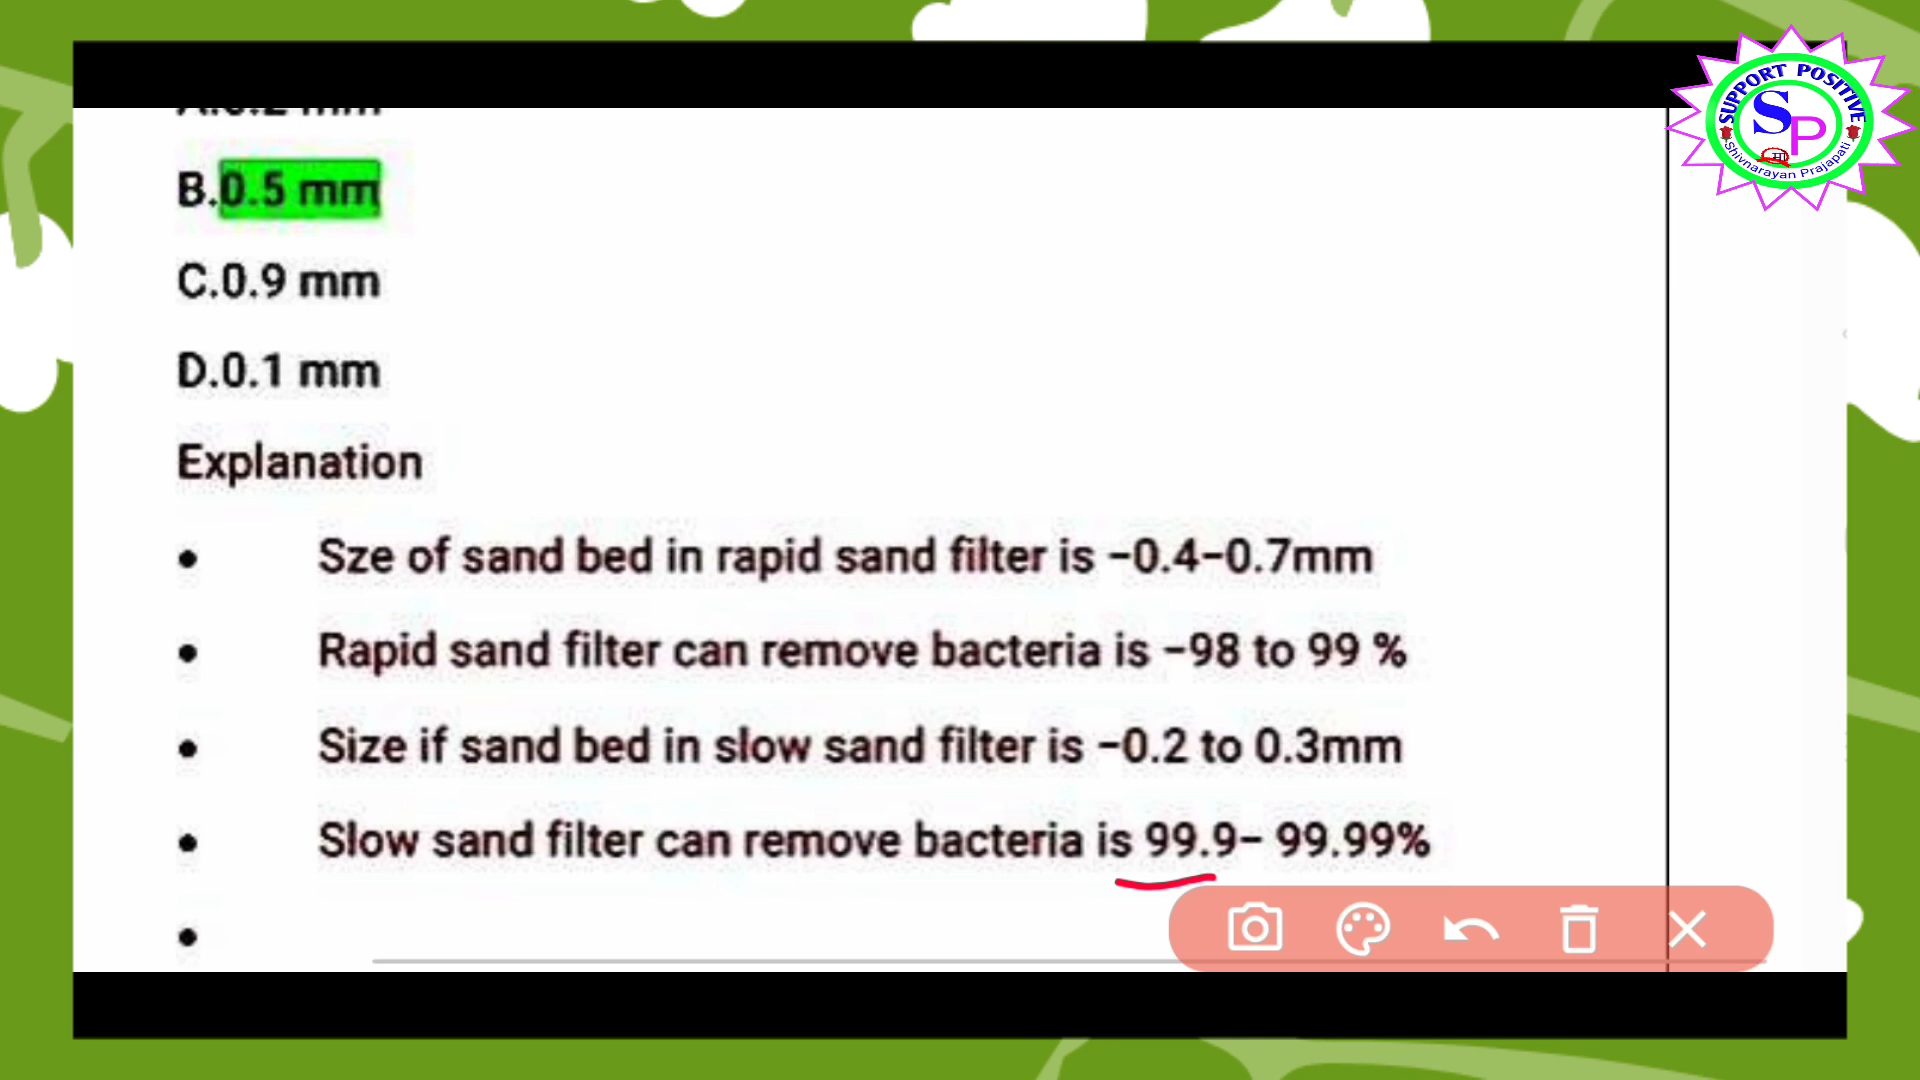 A.0.2 mm
B.0.5 mm
C.0.9 mm
D.0.1 mm
Explanation
• Sze of sand bed in rapid sand filter is –0.4–0.7mm
• Rapid sand filter can remove bacteria is –98 to 99 %
• Size if sand bed in slow sand filter is –0.2 to 0.3mm
• Slow sand filter can remove bacteria is 99.9– 99.99%
•
SUPPORT POSITIVE
SP
मा
Shivnarayan Prajapati